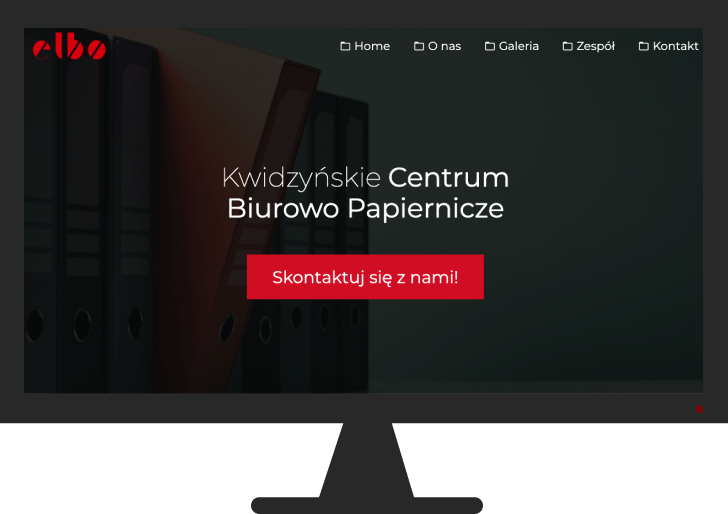 elbo
Home O nas Galeria Zespół Kontakt
Kwidzyńskie Centrum
Biurowo Papiernicze
Skontaktuj się z nami!